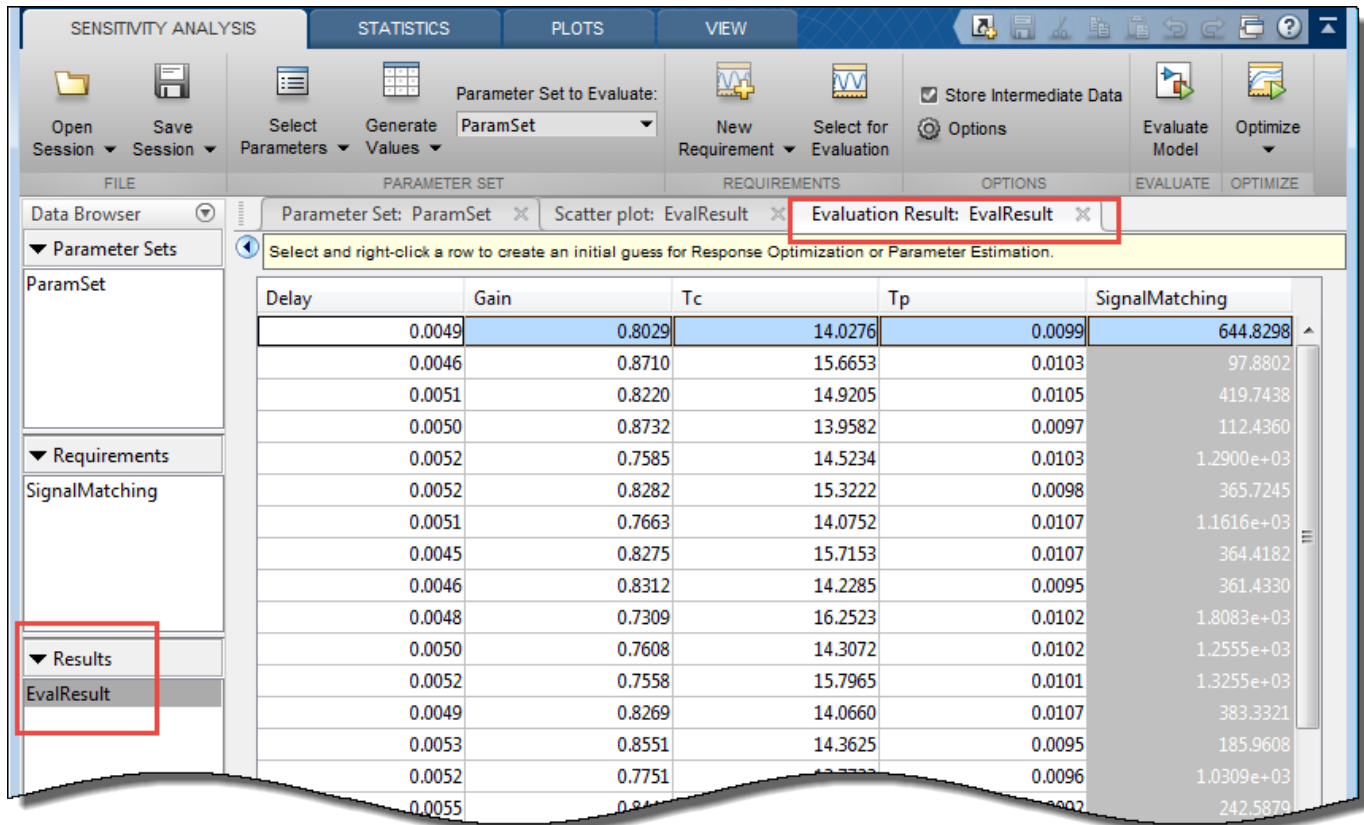 SENSITIVITY ANALYSIS STATISTICS PLOTS VIEW
Open Session Save Session
Select Parameters Generate Values
Parameter Set to Evaluate:
ParamSet
New Requirement Select for Evaluation
Store Intermediate Data
Options
Evaluate Model
Optimize
FILE PARAMETER SET REQUIREMENTS OPTIONS EVALUATE OPTIMIZE
Data Browser
Parameter Sets
ParamSet
Requirements
SignalMatching
Results
EvalResult
Parameter Set: ParamSet Scatter plot: EvalResult Evaluation Result: EvalResult
Select and right-click a row to create an initial guess for Response Optimization or Parameter Estimation.
Delay Gain Tc Tp SignalMatching
0.0049 0.8029 14.0276 0.0099 644.8298
0.0046 0.8710 15.6653 0.0103 97.8802
0.0051 0.8220 14.9205 0.0105 419.7438
0.0050 0.8732 13.9582 0.0097 112.4360
0.0052 0.7585 14.5234 0.0103 1.2900e+03
0.0052 0.8282 15.3222 0.0098 365.7245
0.0051 0.7663 14.0752 0.0107 1.1616e+03
0.0045 0.8275 15.7153 0.0107 364.4182
0.0046 0.8312 14.2285 0.0095 361.4330
0.0048 0.7309 16.2523 0.0102 1.8083e+03
0.0050 0.7608 14.3072 0.0102 1.2555e+03
0.0052 0.7558 15.7965 0.0101 1.3255e+03
0.0049 0.8269 14.0660 0.0107 383.3321
0.0053 0.8551 14.3625 0.0095 185.9608
0.0052 0.7751 0.0096 1.0309e+03
0.0055 242.5879